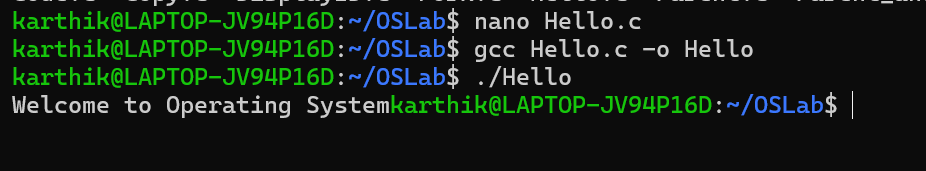 karthik@LAPTOP-JV94P16D:~/OSLab$ nano Hello.c
karthik@LAPTOP-JV94P16D:~/OSLab$ gcc Hello.c -o Hello
karthik@LAPTOP-JV94P16D:~/OSLab$ ./Hello
Welcome to Operating Systemkarthik@LAPTOP-JV94P16D:~/OSLab$